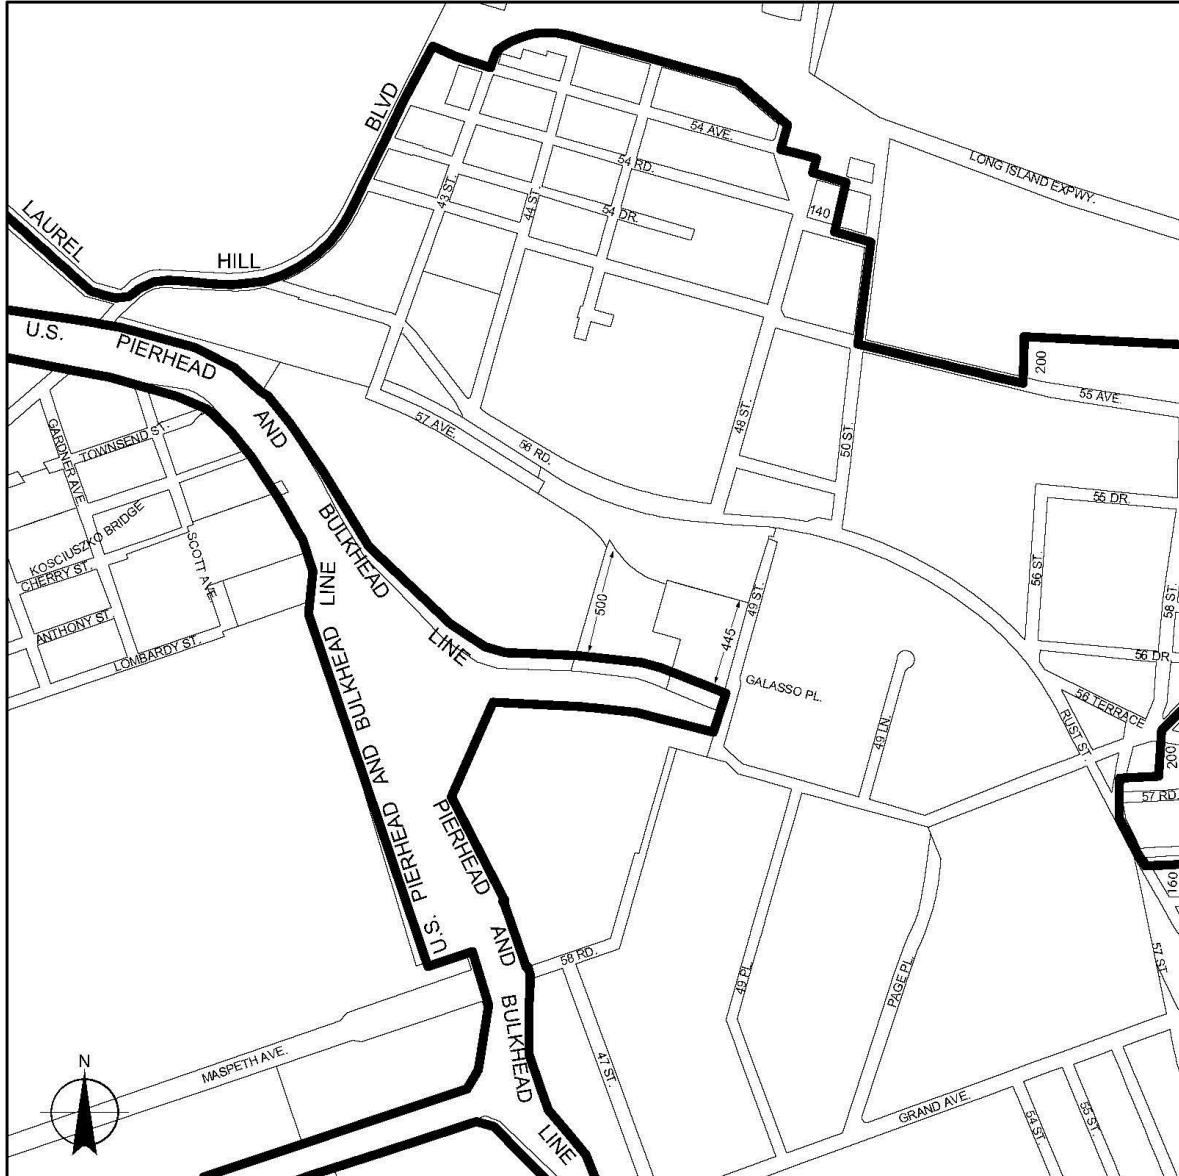 BLVD
LONG ISLAND EXPWY.
54 AVE.
54 RD.
43 ST.
44 ST.
54 DR.
140
LAUREL
HILL
U.S. PIERHEAD AND BULKHEAD LINE
200
55 AVE.
48 ST.
50 ST.
57 AVE.
56 RD.
GARDNER AVE.
TOWNSEND ST.
KOSCIUSZKO BRIDGE
SCOTT AVE.
CHERRY ST.
ANTHONY ST.
LOMBARDY ST.
55 DR.
56 ST.
58 ST.
500
445
49 ST.
56 DR.
GALASSO PL.
56 TERRACE
RUST ST.
49 LN.
200
57 RD.
160
U.S. PIERHEAD AND BULKHEAD LINE
PIERHEAD AND BULKHEAD LINE
58 RD.
49 PL.
PAGE PL.
57 ST.
47 ST.
MASPETH AVE.
N
GRAND AVE.
54 ST.
55 ST.